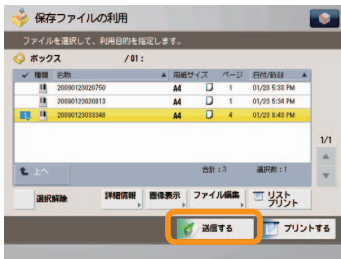 保存ファイルの利用
ファイルを選択して、利用目的を指定します。
ボックス /01：
✓ 種類 名称 ▲ 用紙サイズ ページ 日付/時刻 ▲
20090123020750 A4 1 01/23 5:33 PM
20090123020813 A4 1 01/23 5:34 PM
1 20090123033348 A4 4 01/23 8:43 PM
1/1
上へ 合計：3 選択数：1
選択解除 詳細情報 画像表示 ファイル編集 リスト
プリント
送信する プリントする